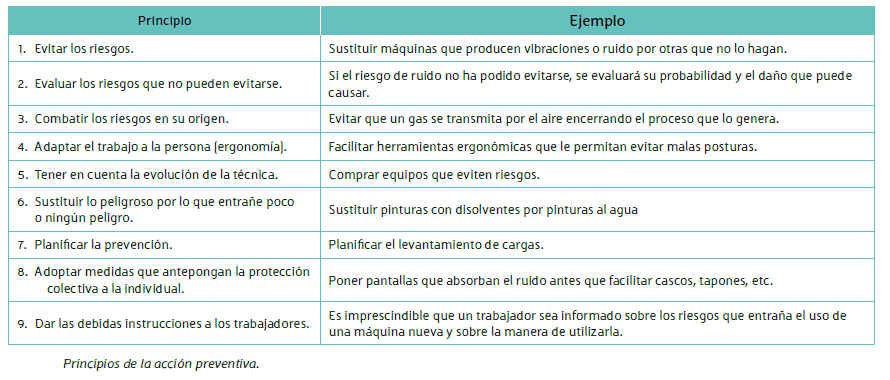 Principio
Ejemplo
1. Evitar los riesgos.
Sustituir máquinas que producen vibraciones o ruido por otras que no lo hagan.
2. Evaluar los riesgos que no pueden evitarse.
Si el riesgo de ruido no ha podido evitarse, se evaluará su probabilidad y el daño que puede
causar.
3. Combatir los riesgos en su origen.
Evitar que un gas se transmita por el aire encerrando el proceso que lo genera.
4. Adaptar el trabajo a la persona (ergonomía).
Facilitar herramientas ergonómicas que le permitan evitar malas posturas.
5. Tener en cuenta la evolución de la técnica.
Comprar equipos que eviten riesgos.
6. Sustituir lo peligroso por lo que entrañe poco
o ningún peligro.
Sustituir pinturas con disolventes por pinturas al agua
7. Planificar la prevención.
Planificar el levantamiento de cargas.
8. Adoptar medidas que antepongan la protección
colectiva a la individual.
Poner pantallas que absorban el ruido antes que facilitar cascos, tapones, etc.
9. Dar las debidas instrucciones a los trabajadores.
Es imprescindible que un trabajador sea informado sobre los riesgos que entraña el uso de
una máquina nueva y sobre la manera de utilizarla.
Principios de la acción preventiva.